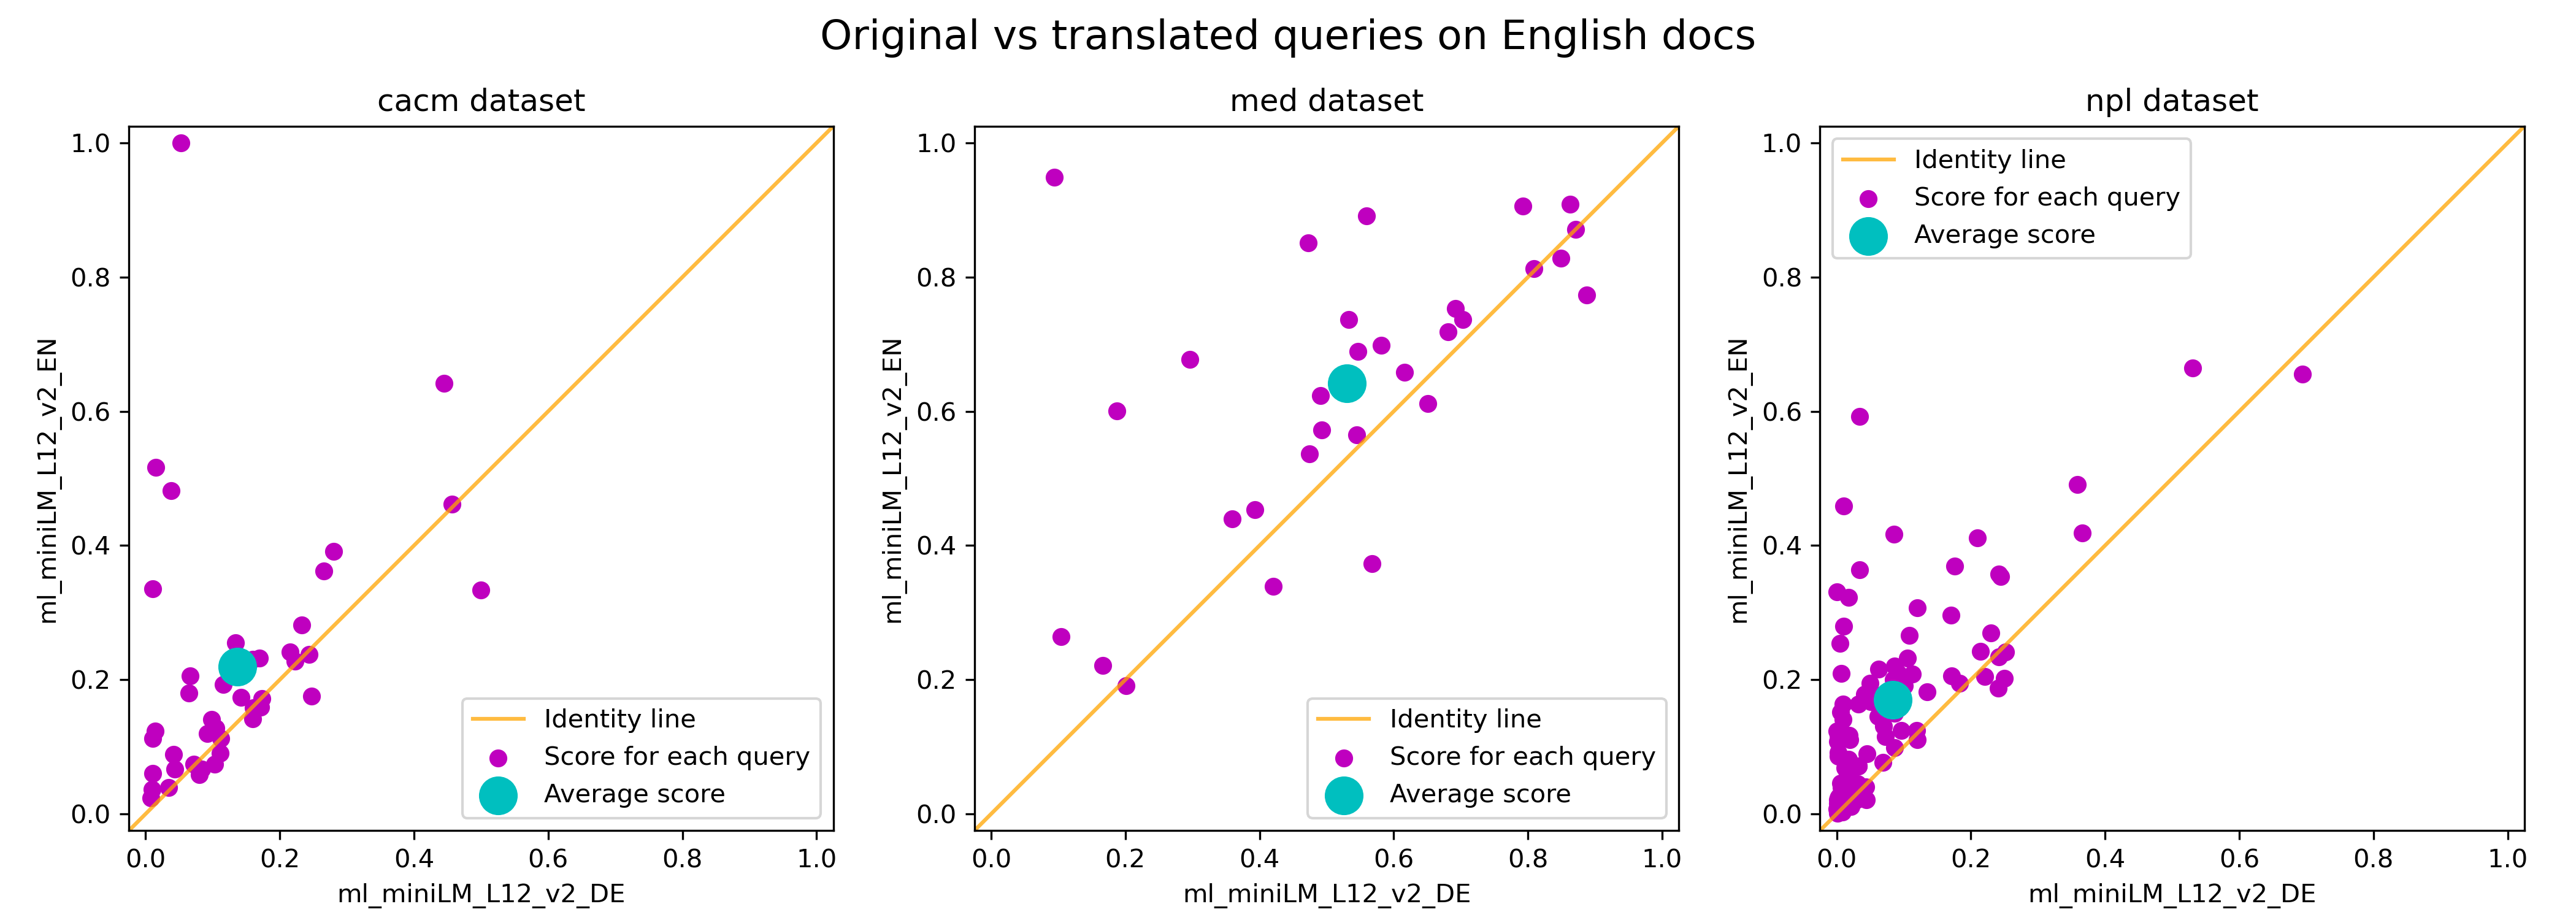 Original vs translated queries on English docs
cacm dataset
ml_miniLM_L12_v2_EN
1.0
0.8
0.6
0.4
0.2
0.0
Identity line
Score for each query
Average score
0.0 0.2 0.4 0.6 0.8 1.0
ml_miniLM_L12_v2_DE
med dataset
ml_miniLM_L12_v2_EN
1.0
0.8
0.6
0.4
0.2
0.0
Identity line
Score for each query
Average score
0.0 0.2 0.4 0.6 0.8 1.0
ml_miniLM_L12_v2_DE
npl dataset
ml_miniLM_L12_v2_EN
1.0
0.8
0.6
0.4
0.2
0.0
Identity line
Score for each query
Average score
0.0 0.2 0.4 0.6 0.8 1.0
ml_miniLM_L12_v2_DE